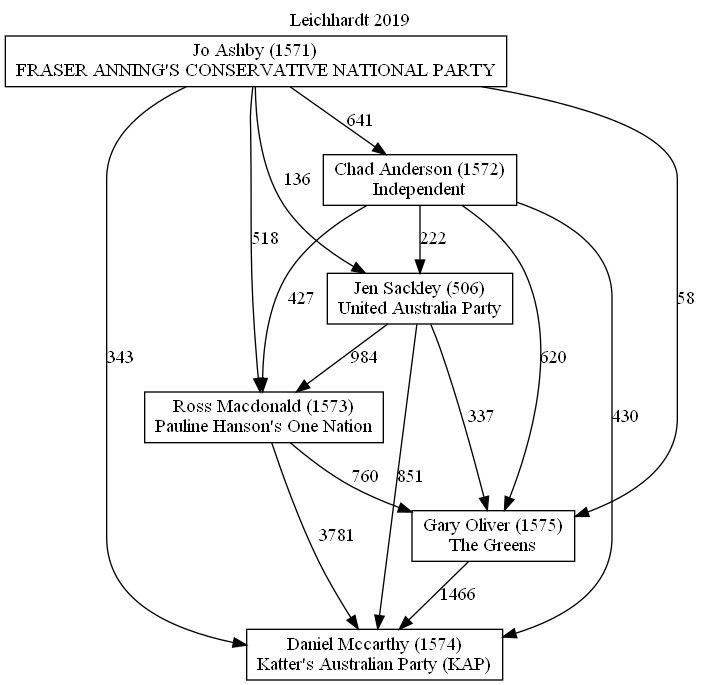 Leichhardt 2019
Jo Ashby (1571)
FRASER ANNING'S CONSERVATIVE NATIONAL PARTY
641
Chad Anderson (1572)
Independent
136
518
222
427
Jen Sackley (506)
United Australia Party
58
343
984
620
Ross Macdonald (1573)
Pauline Hanson's One Nation
337
430
760
851
Gary Oliver (1575)
The Greens
3781
1466
Daniel Mccarthy (1574)
Katter's Australian Party (KAP)